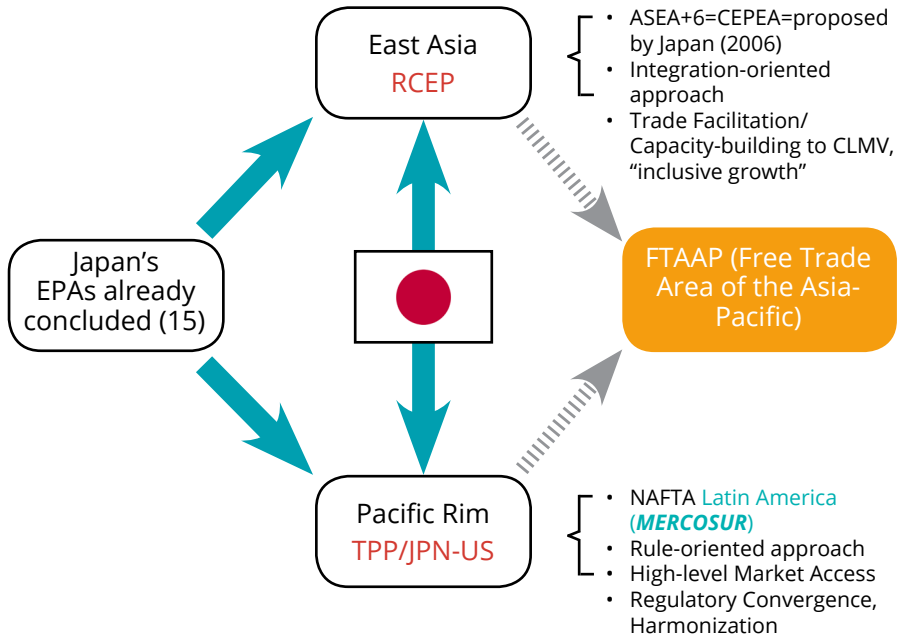 East Asia
RCEP
• ASEA+6=CEPEA=proposed
by Japan (2006)
• Integration-oriented
approach
• Trade Facilitation/
Capacity-building to CLMV,
“inclusive growth”
Japan’s
EPAs already
concluded (15)
FTAAP (Free Trade
Area of the Asia-
Pacific)
Pacific Rim
TPP/JPN-US
• NAFTA Latin America
(MERCOSUR)
• Rule-oriented approach
• High-level Market Access
• Regulatory Convergence,
Harmonization